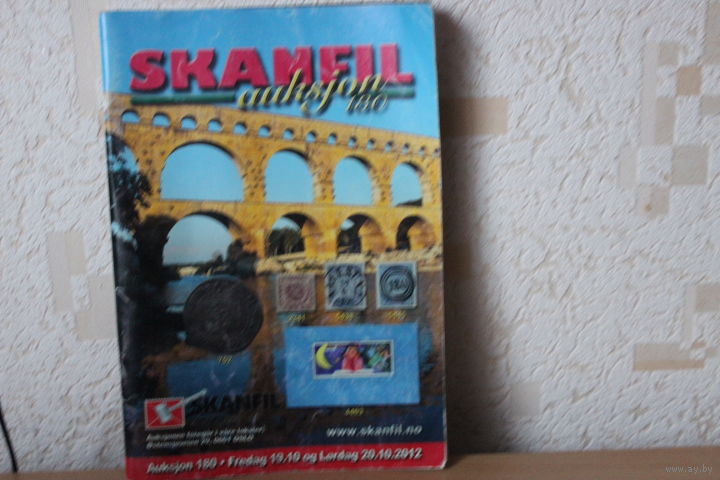 SKANFIL
auksjon
180
759
SKANFIL
www.skanfil.no
Auksjon 180 • Fredag 19.10 og Lørdag 20.10.2012
www.ay.by